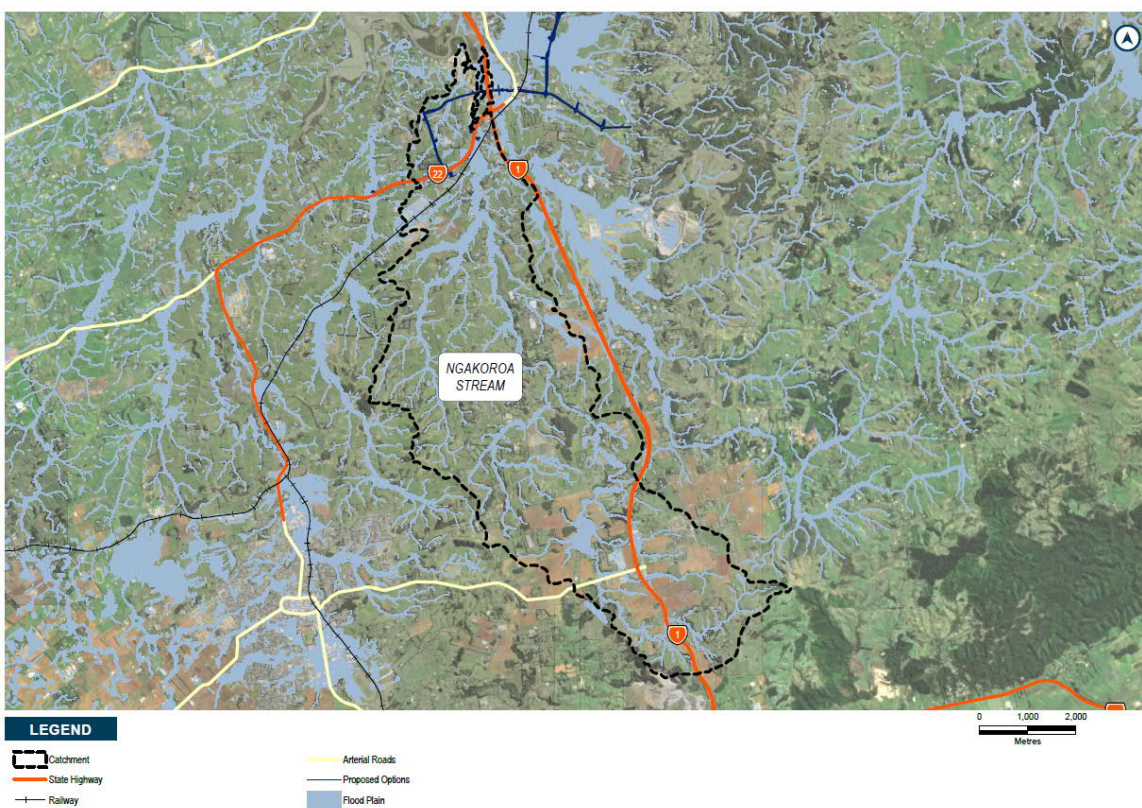 22
1
NGAKOROA
STREAM
1
LEGEND
Catchment
State Highway
Railway
Arterial Roads
Proposed Options
Flood Plain
0 1,000 2,000
Metres